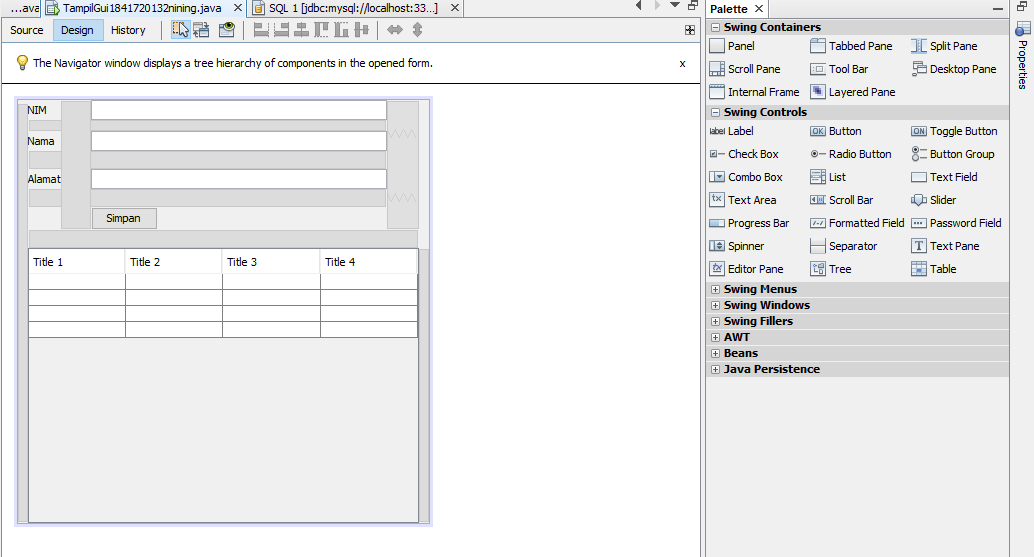 ...ava
TampilGui1841720132nining.java
SQL 1 [jdbc:mysql://localhost:33...]
Source
Design
History
The Navigator window displays a tree hierarchy of components in the opened form.
x
NIM
Nama
Alamat
Simpan
Title 1 Title 2 Title 3 Title 4
Palette
Swing Containers
Panel Tabbed Pane Split Pane
Scroll Pane Tool Bar Desktop Pane
Internal Frame Layered Pane
Swing Controls
label Label OK Button ON Toggle Button
Check Box Radio Button Button Group
Combo Box List Text Field
Text Area Scroll Bar Slider
Progress Bar Formatted Field Password Field
Spinner Separator T Text Pane
Editor Pane Tree Table
Swing Menus
Swing Windows
Swing Fillers
AWT
Beans
Java Persistence
Properties